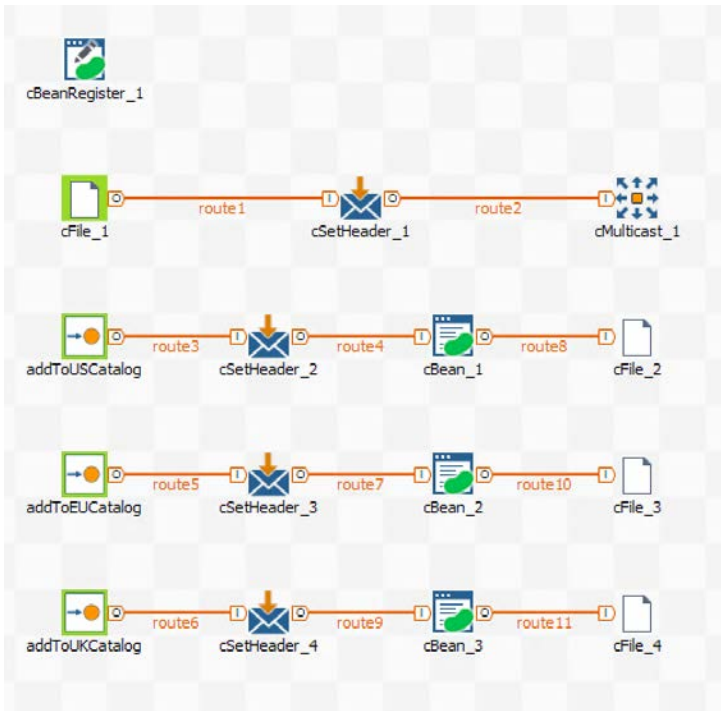 cBeanRegister_1
route1
route2
cFile_1
cSetHeader_1
cMulticast_1
route3
route4
route8
addToUSCatalog
cSetHeader_2
cBean_1
cFile_2
route5
route7
route10
addToEUCatalog
cSetHeader_3
cBean_2
cFile_3
route6
route9
route11
addToUKCatalog
cSetHeader_4
cBean_3
cFile_4